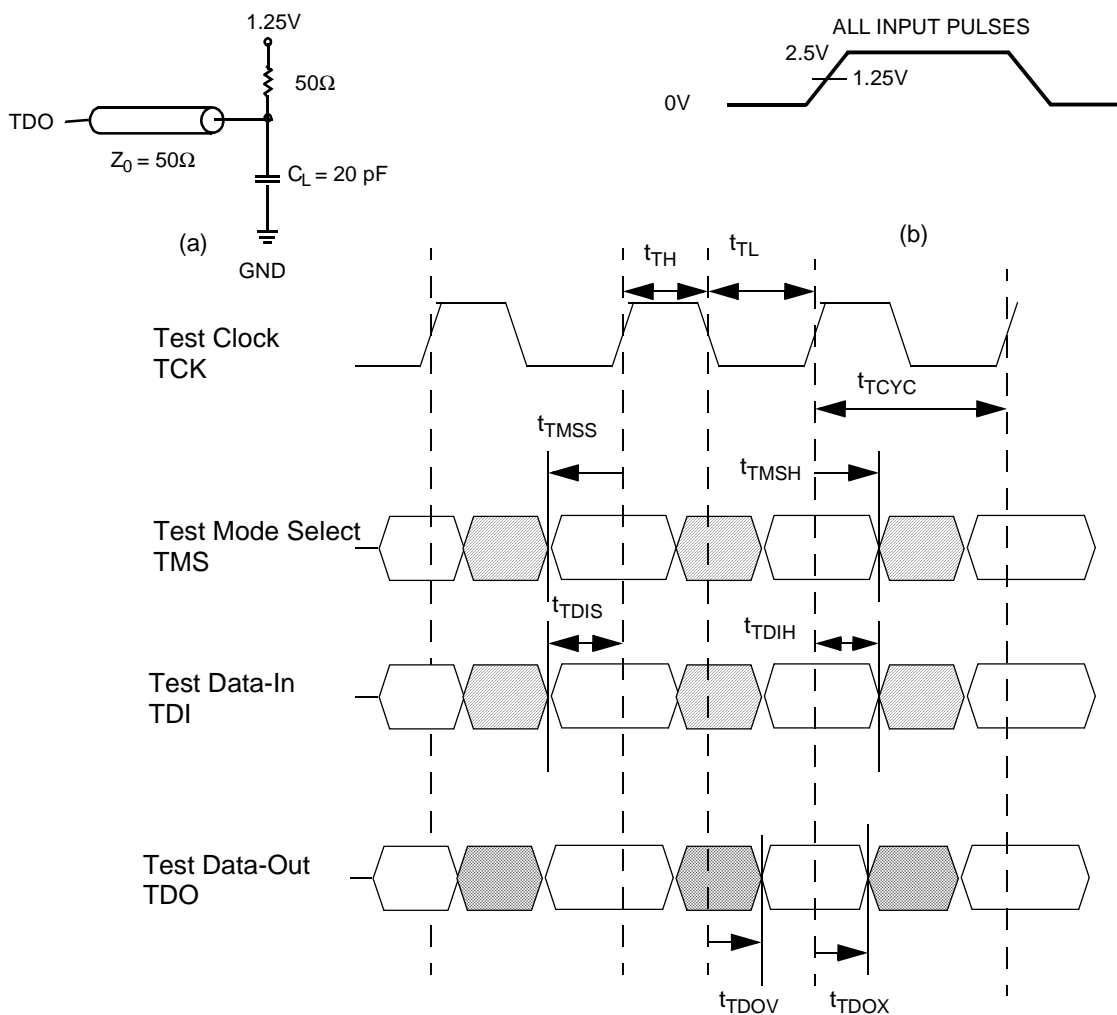 1.25V
ALL INPUT PULSES
2.5V
1.25V
50Ω
0V
TDO
Z0 = 50Ω
CL = 20 pF
(a)
(b)
GND
tTH
tTL
Test Clock
TCK
tTCYC
tTMSS
tTMSH
Test Mode Select
TMS
tTDIS
tTDIH
Test Data-In
TDI
Test Data-Out
TDO
tTDOV
tTDOX